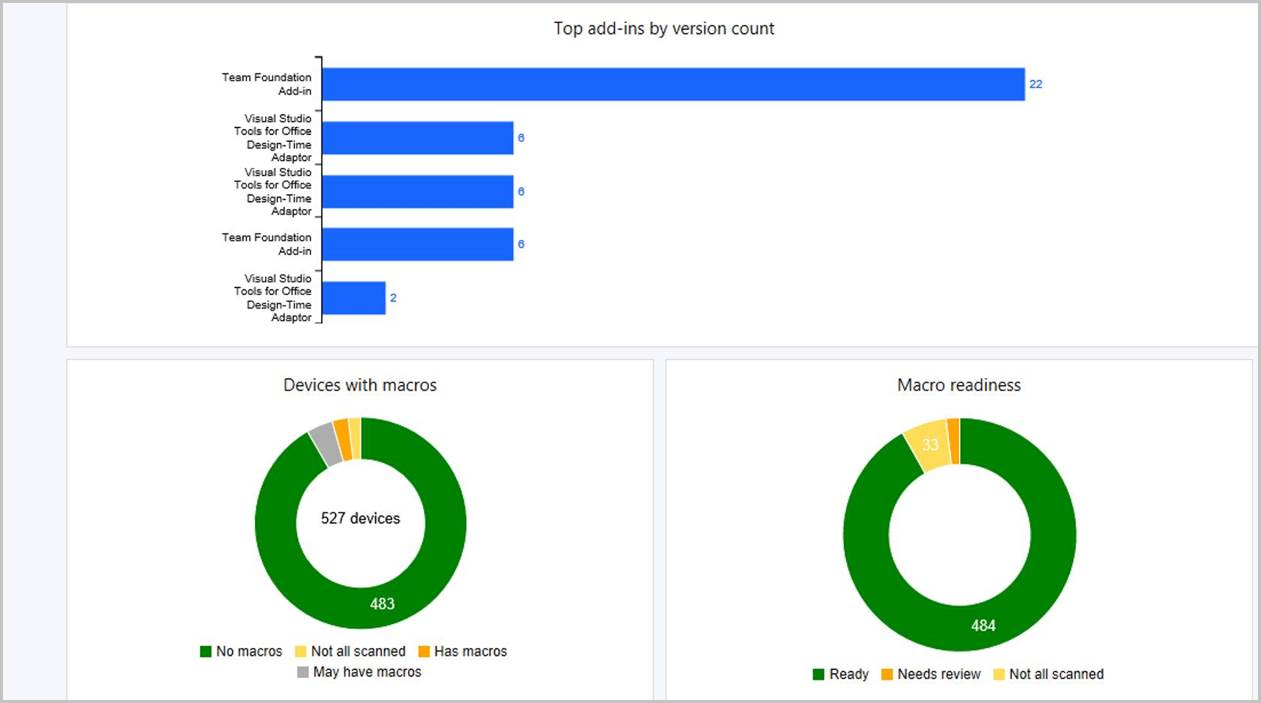 Top add-ins by version count
Team Foundation
Add-in
22
Visual Studio
Tools for Office
Design-Time
Adaptor
6
Visual Studio
Tools for Office
Design-Time
Adaptor
6
Team Foundation
Add-in
6
Visual Studio
Tools for Office
Design-Time
Adaptor
2
Devices with macros
527 devices
483
No macros Not all scanned Has macros
May have macros
Macro readiness
33
484
Ready Needs review Not all scanned